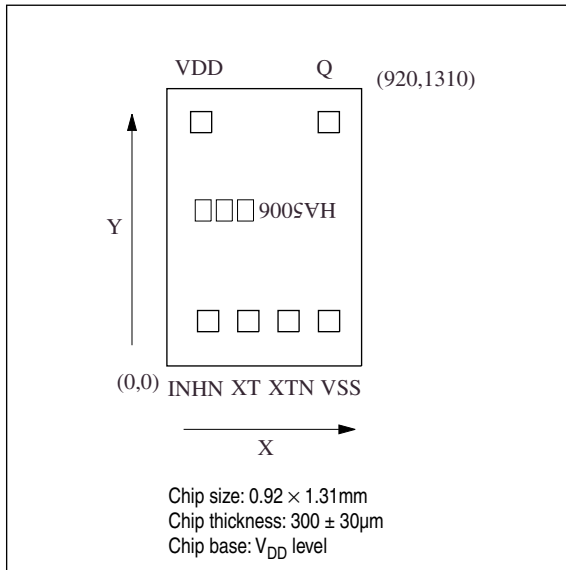 VDD Q (920,1310)
HA5006
Y
(0,0) INHN XT XTN VSS
X
Chip size: 0.92 × 1.31mm
Chip thickness: 300 ± 30μm
Chip base: VDD level